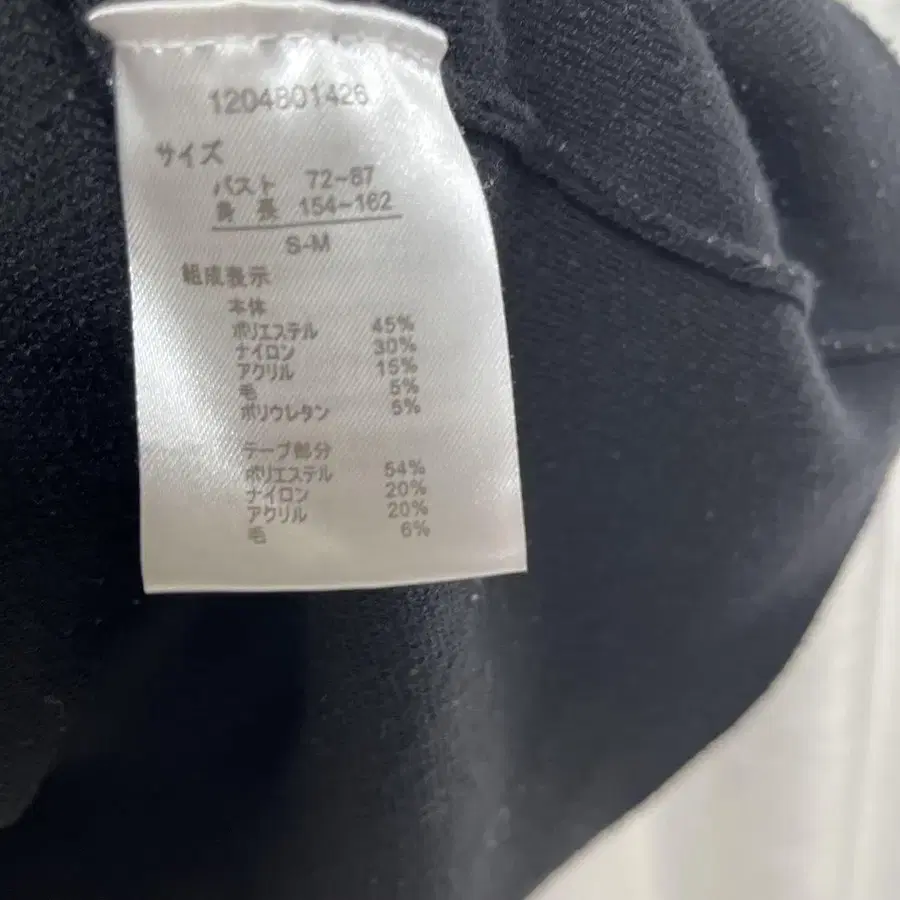 1204801426
サイズ
バスト 72~87
身長 154~162
S-M
組成表示
本体
ポリエステル 45%
ナイロン 30%
アクリル 15%
毛 5%
ポリウレタン 5%
テープ部分
ポリエステル 54%
ナイロン 20%
アクリル 20%
毛 6%